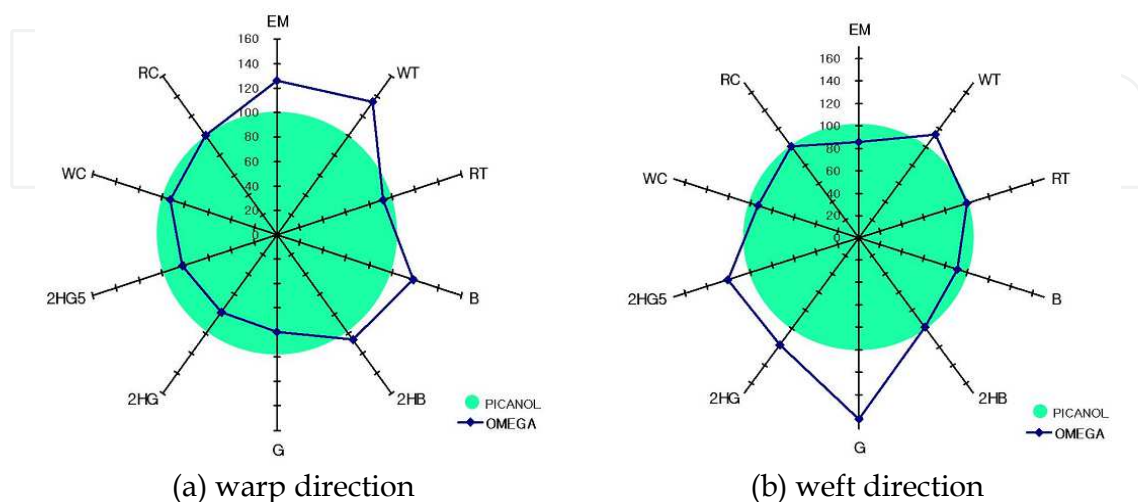 EM
160
140
120
100
80
60
40
20
0
RC
WT
WC
RT
2HG5
B
2HG
2HB
G
PICANOL
OMEGA
(a) warp direction
EM
160
140
120
100
80
60
40
20
0
RC
WT
WC
RT
2HG5
B
2HG
2HB
G
PICANOL
OMEGA
(b) weft direction